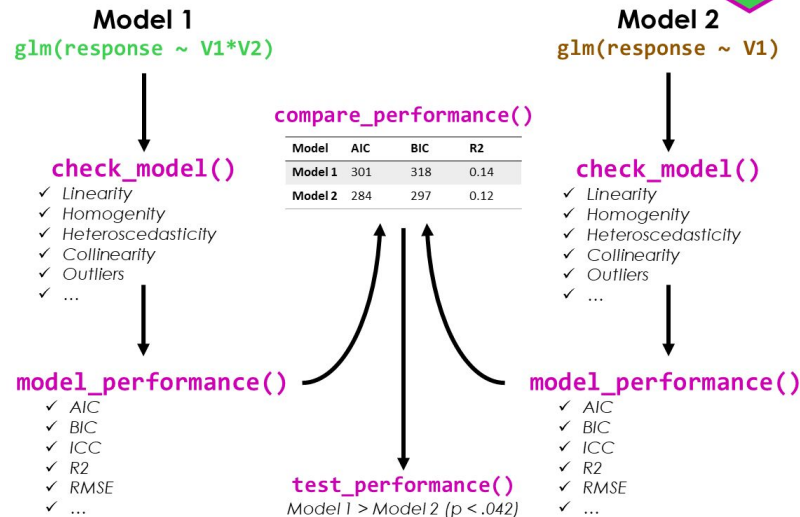 Model 1
glm(response ~ V1*V2)
check_model()
✓ Linearity
✓ Homogenity
✓ Heteroscedasticity
✓ Collinearity
✓ Outliers
✓ ...
model_performance()
✓ AIC
✓ BIC
✓ ICC
✓ R2
✓ RMSE
✓ ...
compare_performance()
Model AIC BIC R2
Model 1 301 318 0.14
Model 2 284 297 0.12
test_performance()
Model 1 > Model 2 (p < .042)
Model 2
glm(response ~ V1)
check_model()
✓ Linearity
✓ Homogenity
✓ Heteroscedasticity
✓ Collinearity
✓ Outliers
✓ ...
model_performance()
✓ AIC
✓ BIC
✓ ICC
✓ R2
✓ RMSE
✓ ...